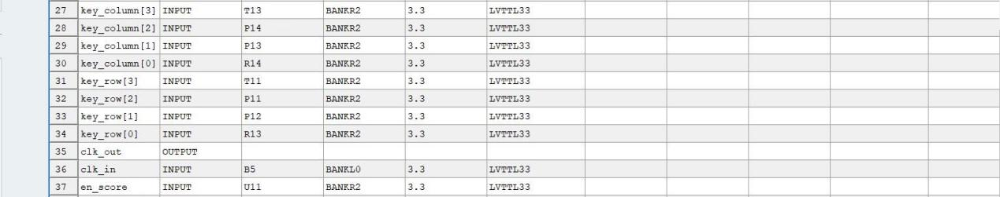 27 key_column[3] INPUT T13 BANKR2 3.3 LVTTL33
28 key_column[2] INPUT P14 BANKR2 3.3 LVTTL33
29 key_column[1] INPUT P13 BANKR2 3.3 LVTTL33
30 key_column[0] INPUT R14 BANKR2 3.3 LVTTL33
31 key_row[3] INPUT T11 BANKR2 3.3 LVTTL33
32 key_row[2] INPUT P11 BANKR2 3.3 LVTTL33
33 key_row[1] INPUT P12 BANKR2 3.3 LVTTL33
34 key_row[0] INPUT R13 BANKR2 3.3 LVTTL33
35 clk_out OUTPUT
36 clk_in INPUT B5 BANKL0 3.3 LVTTL33
37 en_score INPUT U11 BANKR2 3.3 LVTTL33